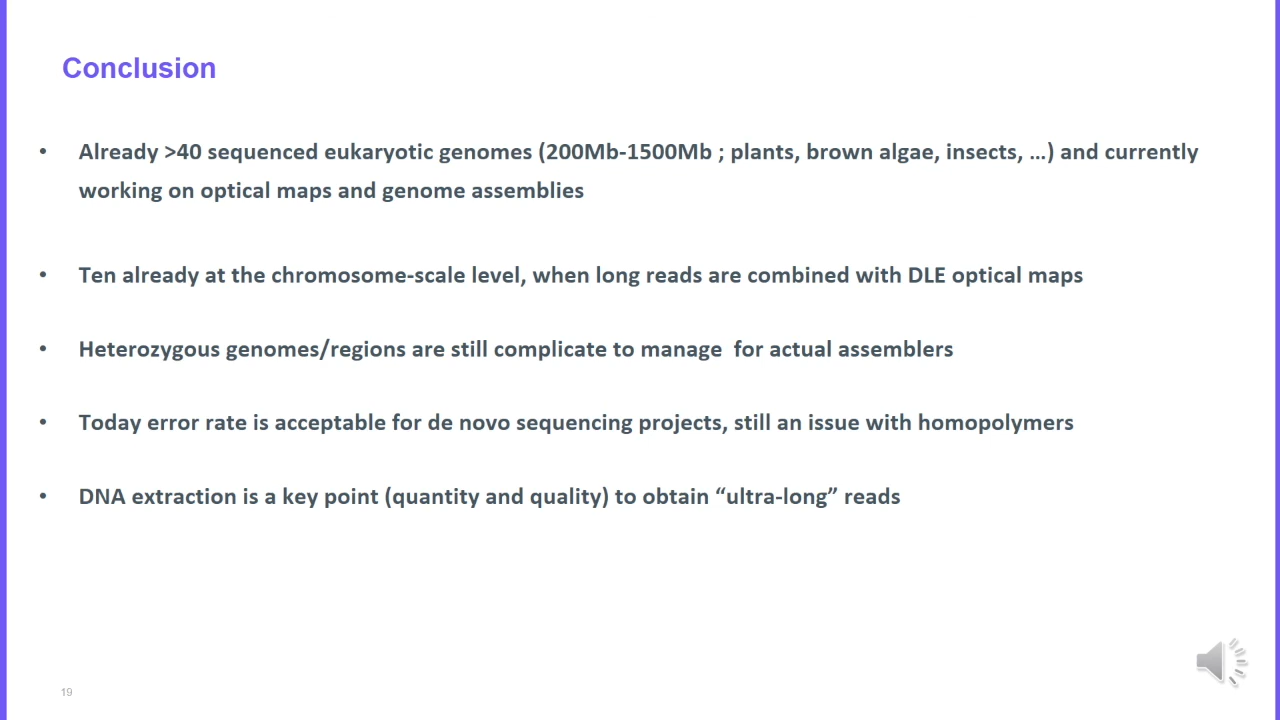 Conclusion
• Already >40 sequenced eukaryotic genomes (200Mb-1500Mb ; plants, brown algae, insects, …) and currently
working on optical maps and genome assemblies
• Ten already at the chromosome-scale level, when long reads are combined with DLE optical maps
• Heterozygous genomes/regions are still complicate to manage  for actual assemblers
• Today error rate is acceptable for de novo sequencing projects, still an issue with homopolymers
• DNA extraction is a key point (quantity and quality) to obtain “ultra-long” reads
19